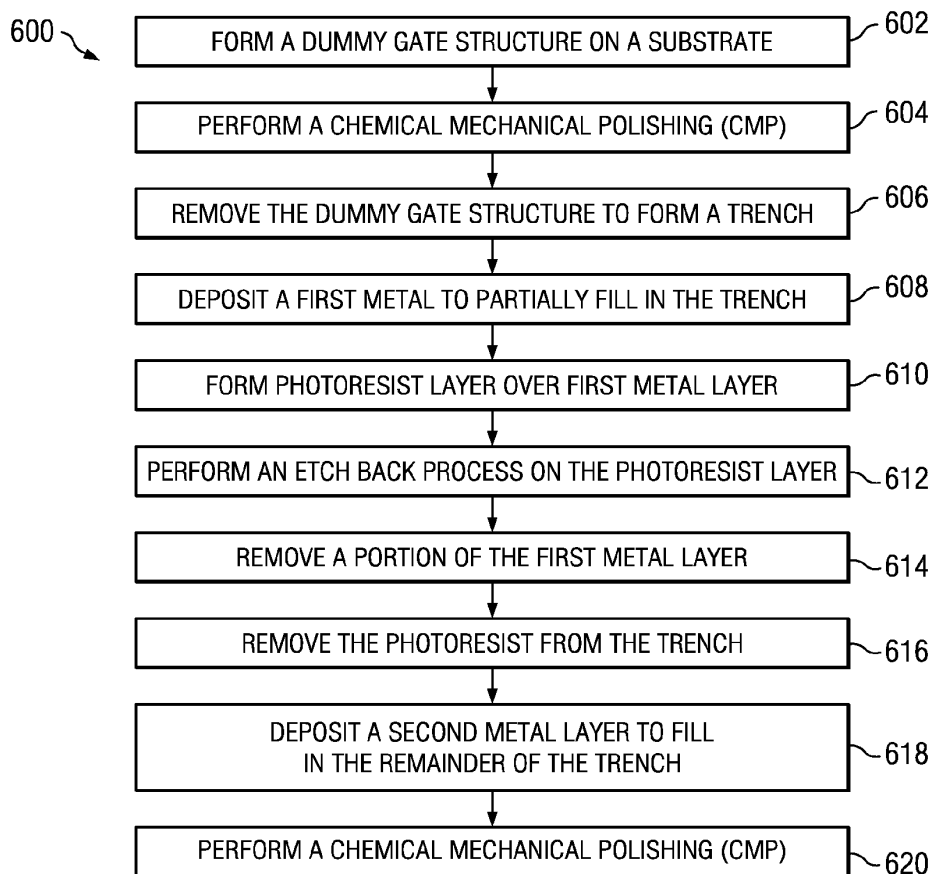 600
FORM A DUMMY GATE STRUCTURE ON A SUBSTRATE
602
PERFORM A CHEMICAL MECHANICAL POLISHING (CMP)
604
REMOVE THE DUMMY GATE STRUCTURE TO FORM A TRENCH
606
DEPOSIT A FIRST METAL TO PARTIALLY FILL IN THE TRENCH
608
FORM PHOTORESIST LAYER OVER FIRST METAL LAYER
610
PERFORM AN ETCH BACK PROCESS ON THE PHOTORESIST LAYER
612
REMOVE A PORTION OF THE FIRST METAL LAYER
614
REMOVE THE PHOTORESIST FROM THE TRENCH
616
DEPOSIT A SECOND METAL LAYER TO FILL
IN THE REMAINDER OF THE TRENCH
618
PERFORM A CHEMICAL MECHANICAL POLISHING (CMP)
620